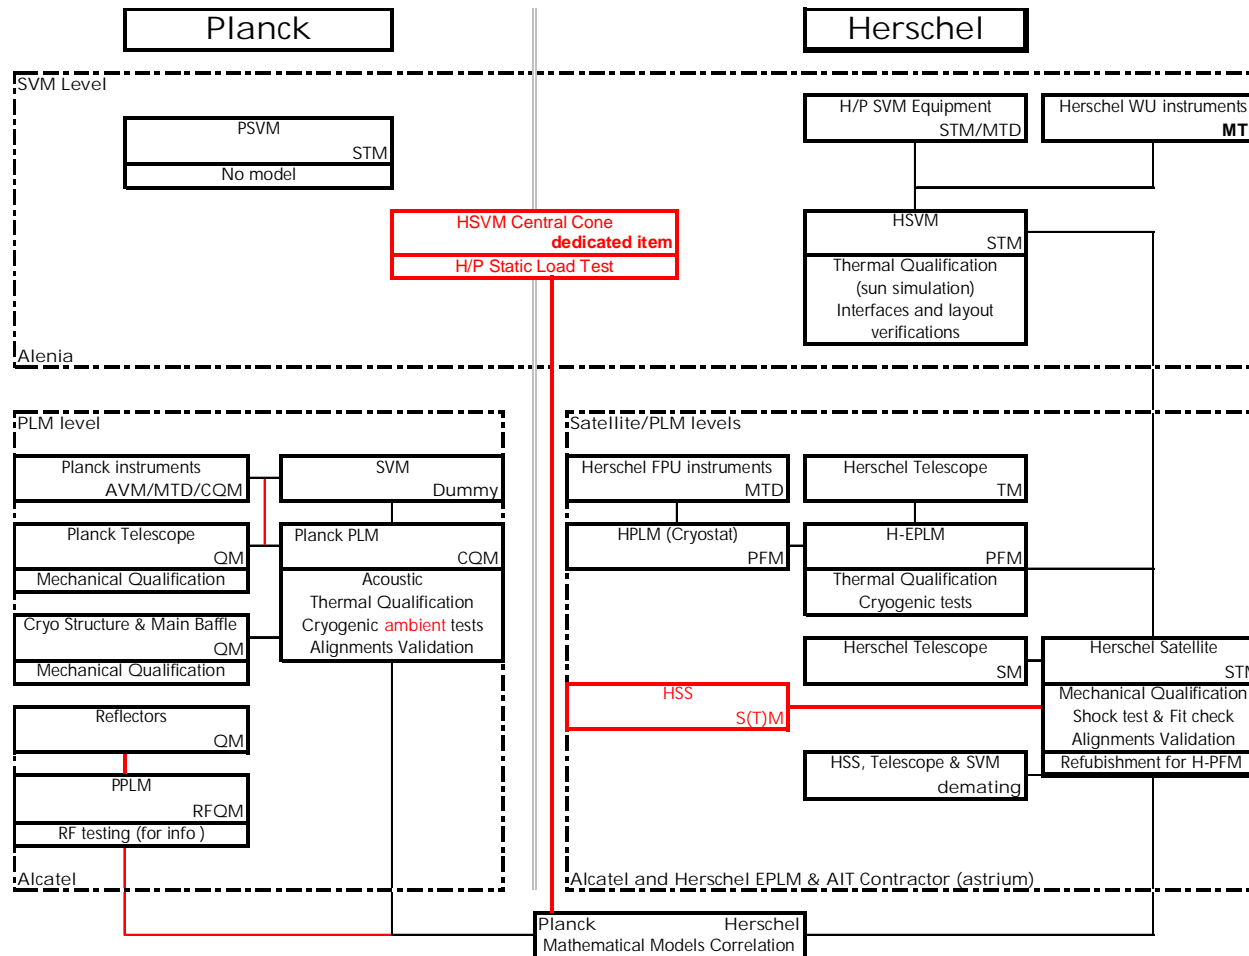 Planck
Herschel
SVM Level
PSVM
STM
No model
H/P SVM Equipment
STM/MTD
Herschel WU instruments
MT
HSVM Central Cone
dedicated item
H/P Static Load Test
HSVM
STM
Thermal Qualification
(sun simulation)
Interfaces and layout
verifications
Alenia
PLM level
Planck instruments
AVM/MTD/CQM
SVM
Dummy
Planck Telescope
QM
Mechanical Qualification
Planck PLM
CQM
Acoustic
Thermal Qualification
Cryogenic ambient tests
Alignments Validation
Cryo Structure & Main Baffle
QM
Mechanical Qualification
Reflectors
QM
PPLM
RFQM
RF testing (for info )
Alcatel
Satellite/PLM levels
Herschel FPU instruments
MTD
Herschel Telescope
TM
HPLM (Cryostat)
PFM
H-EPLM
PFM
Thermal Qualification
Cryogenic tests
Herschel Telescope
SM
Herschel Satellite
STM
HSS
S(T)M
Mechanical Qualification
Shock test & Fit check
Alignments Validation
Refubishment for H-PFM
HSS, Telescope & SVM
demating
Alcatel and Herschel EPLM & AIT Contractor (astrium)
Planck Herschel
Mathematical Models Correlation